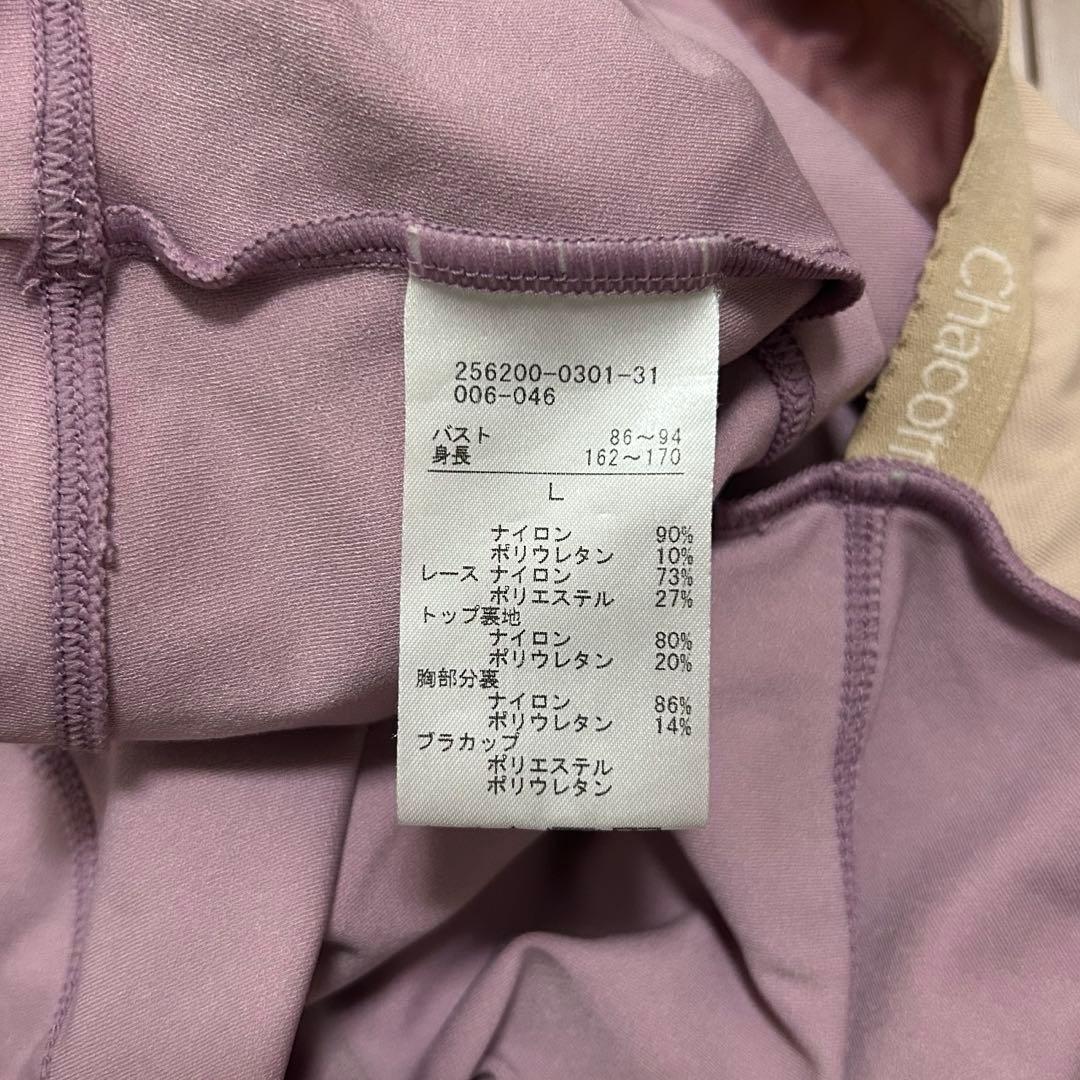 256200-0301-31
006-046
バスト 86～94
身長 162～170
L
ナイロン 90%
ポリウレタン 10%
レース ナイロン 73%
ポリエステル 27%
トップ裏地
ナイロン 80%
ポリウレタン 20%
胸部分裏
ナイロン 86%
ポリウレタン 14%
ブラカップ
ポリエステル
ポリウレタン